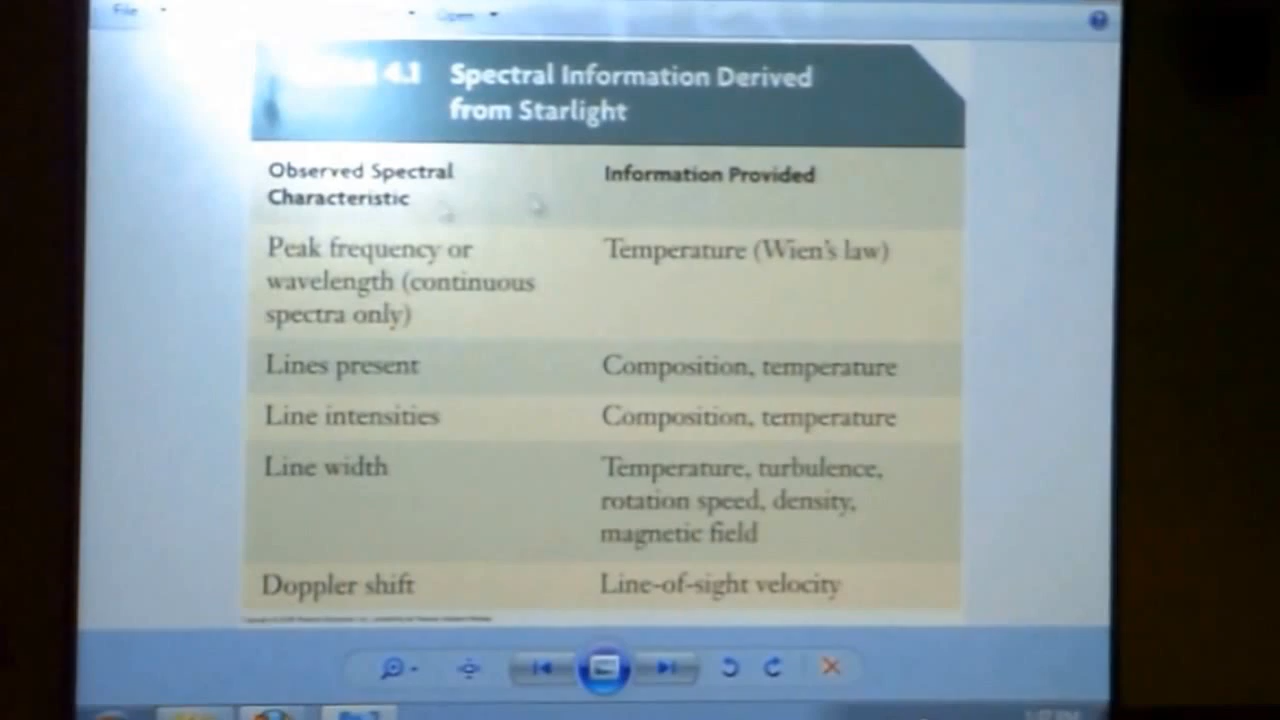 File
Open
4.1 Spectral Information Derived
from Starlight
Observed Spectral
Characteristic
Information Provided
Peak frequency or
wavelength (continuous
spectra only)
Temperature (Wien's law)
Lines present
Composition, temperature
Line intensities
Composition, temperature
Line width
Temperature, turbulence,
rotation speed, density,
magnetic field
Doppler shift
Line-of-sight velocity